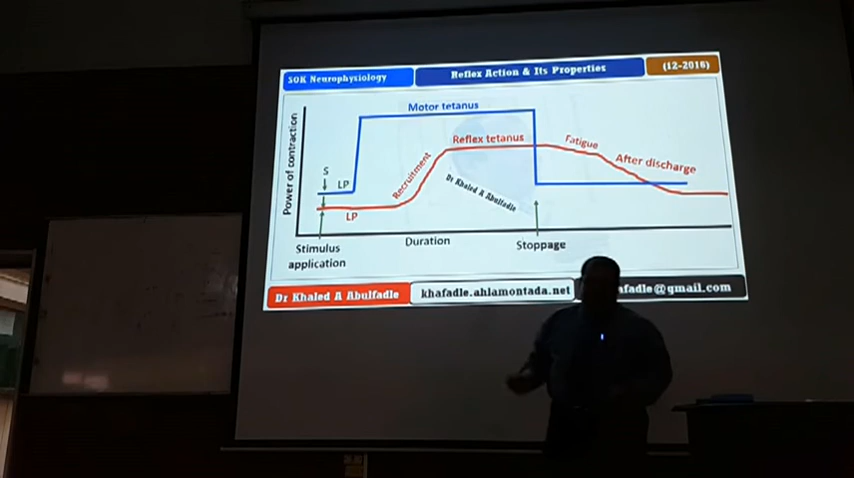 SOK Neurophysiology
Reflex Action & Its Properties
(12-2016)
Motor tetanus
Reflex tetanus
Fatigue
After discharge
Recruitment
Power of contraction
S
LP
LP
Dr Khaled A Abulfadle
Stimulus
application
Duration
Stoppage
Dr Khaled A Abulfadle
khafadle.ahlamontada.net
afadle@gmail.com